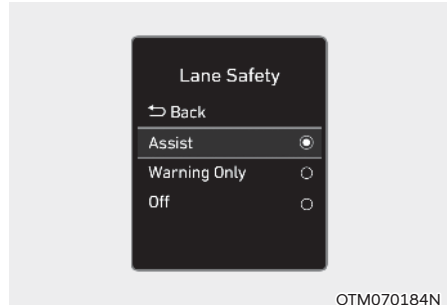 Lane Safety
Back
Assist
Warning Only
Off
OTM070184N